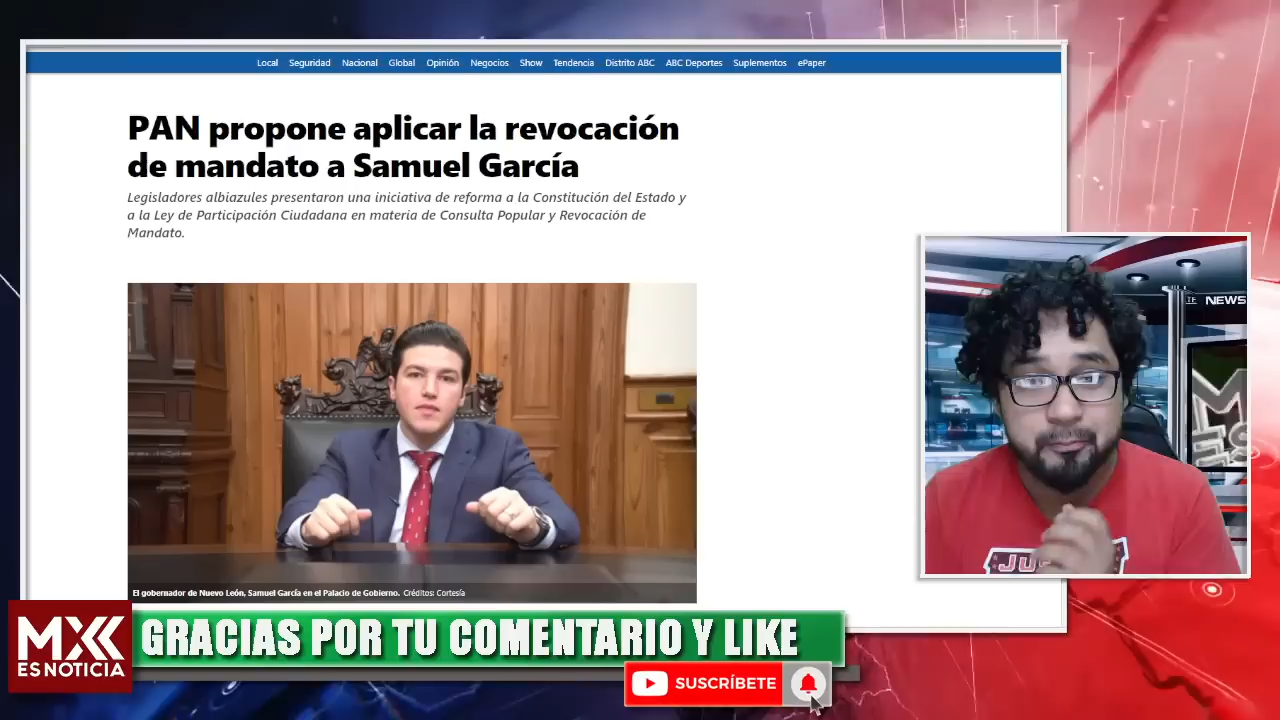 Local Seguridad Nacional Global Opinión Negocios Show Tendencia Distrito ABC ABC Deportes Suplementos ePaper
PAN propone aplicar la revocación
de mandato a Samuel García
Legisladores albiazules presentaron una iniciativa de reforma a la Constitución del Estado y
a la Ley de Participación Ciudadana en materia de Consulta Popular y Revocación de
Mandato.
NEWS
El gobernador de Nuevo León, Samuel García en el Palacio de Gobierno. Créditos: Cortesía
MX
ES NOTICIA
GRACIAS POR TU COMENTARIO Y LIKE
SUSCRÍBETE